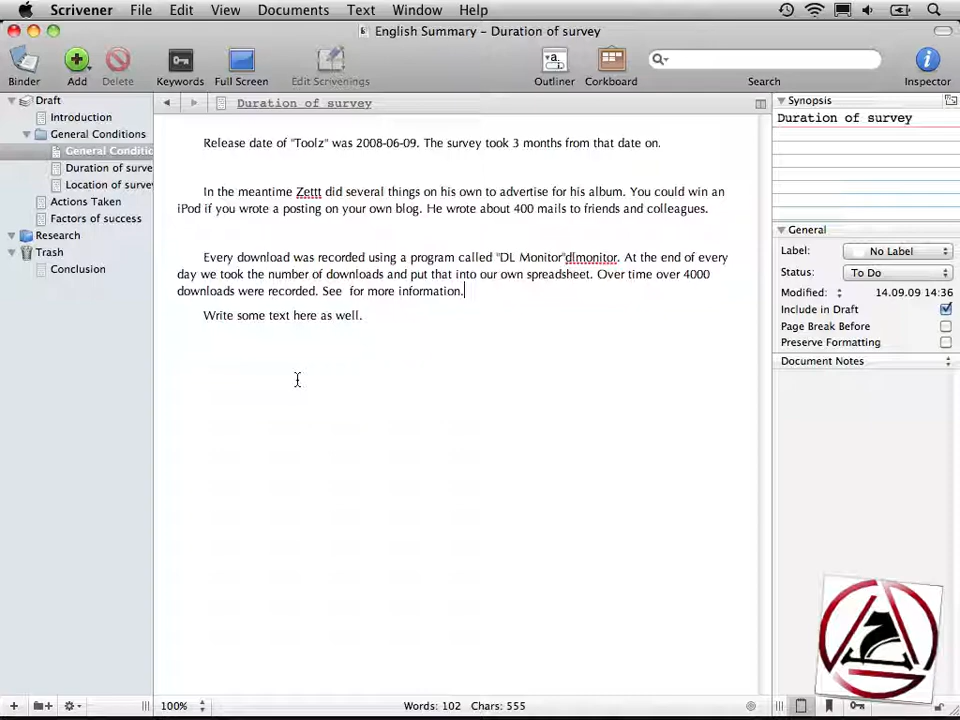 Scrivener File Edit View Documents Text Window Help
English Summary – Duration of survey
Binder Add Delete Keywords Full Screen Edit Scrivenings Outliner Corkboard Search Inspector
Draft
Introduction
General Conditions
General Conditic
Duration of surve
Location of surve
Actions Taken
Factors of success
Research
Trash
Conclusion
Duration of survey
Release date of "Toolz" was 2008-06-09. The survey took 3 months from that date on.
In the meantime Zettt did several things on his own to advertise for his album. You could win an
iPod if you wrote a posting on your own blog. He wrote about 400 mails to friends and colleagues.
Every download was recorded using a program called "DL Monitor"dlmonitor. At the end of every
day we took the number of downloads and put that into our own spreadsheet. Over time over 4000
downloads were recorded. See  for more information.
Write some text here as well.
Synopsis
Duration of survey
General
Label: No Label
Status: To Do
Modified: 14.09.09 14:36
Include in Draft
Page Break Before
Preserve Formatting
Document Notes
100%
Words: 102 Chars: 555